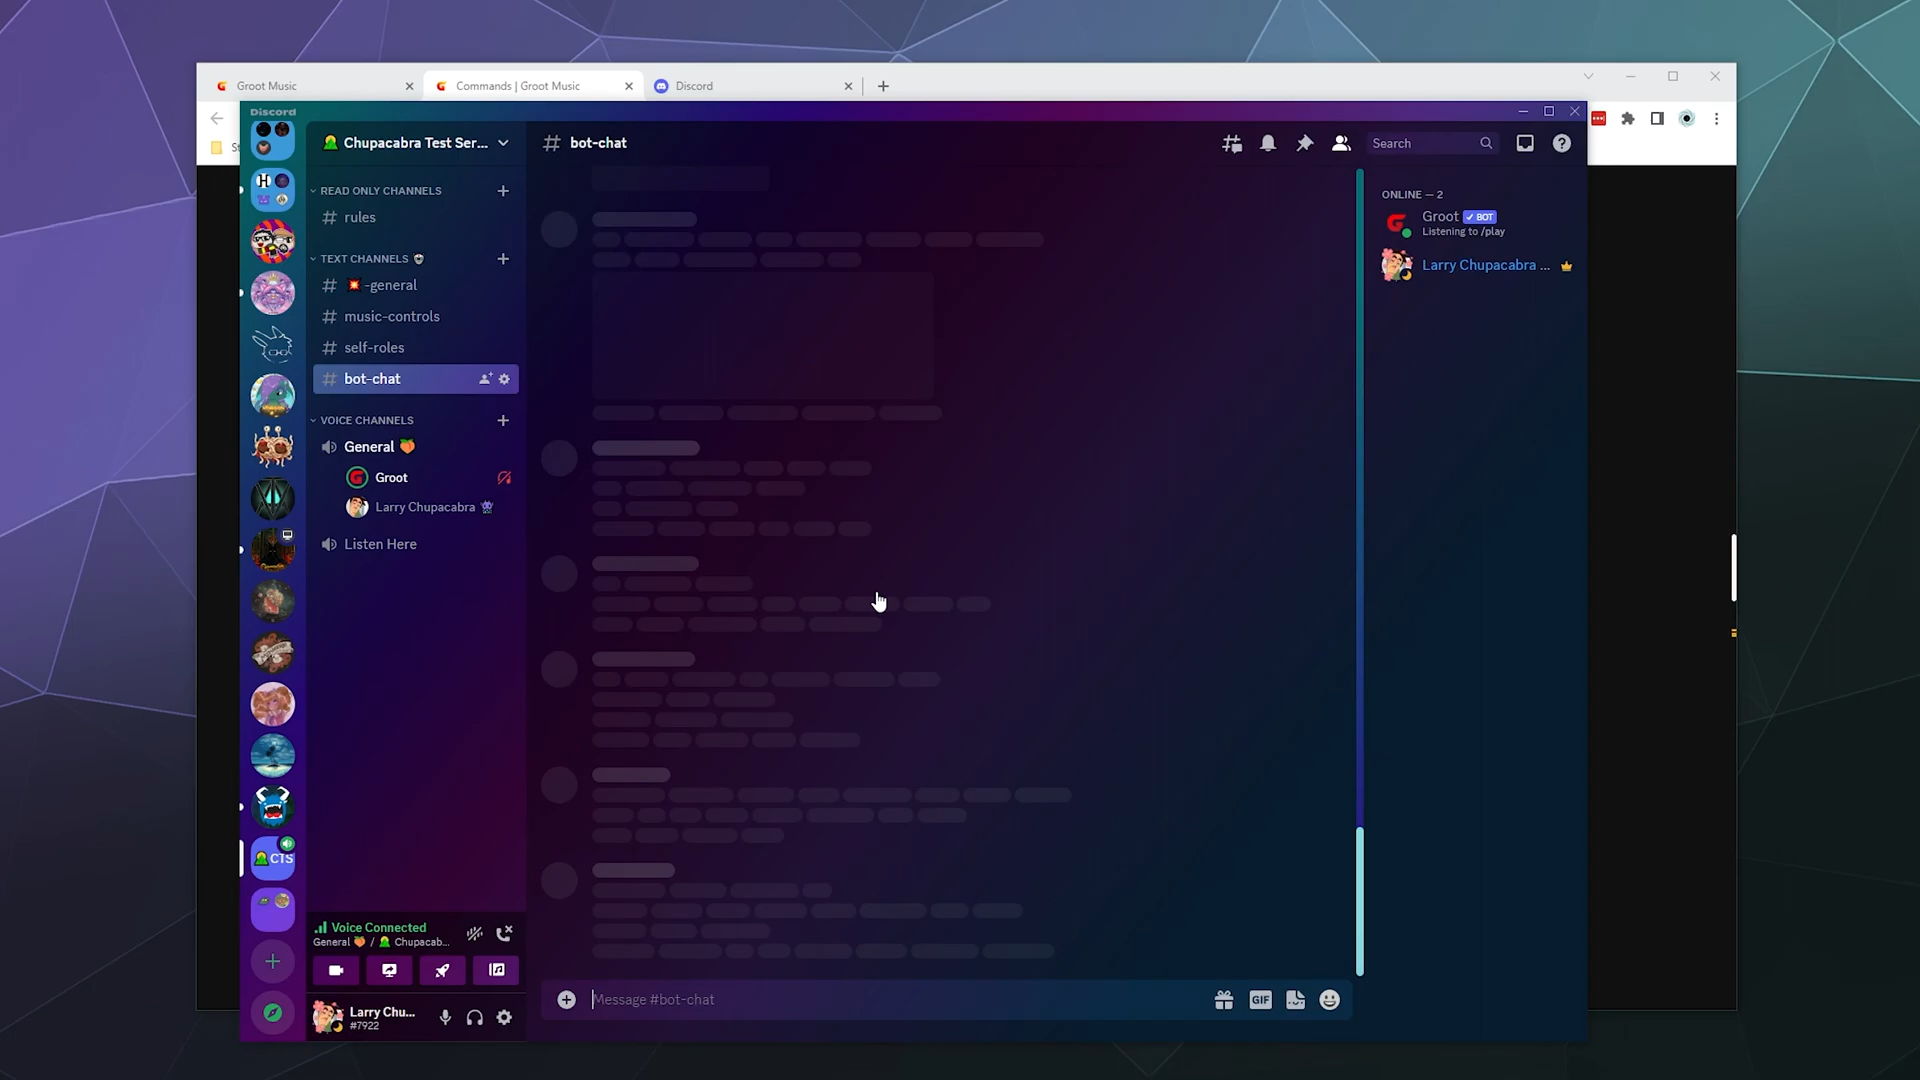 Groot Music
Commands | Groot Music
Discord
Discord
Chupacabra Test Ser...
bot-chat
Search
READ ONLY CHANNELS
rules
TEXT CHANNELS
-general
music-controls
self-roles
bot-chat
VOICE CHANNELS
General
Groot
Larry Chupacabra
Listen Here
ONLINE — 2
Groot BOT
Listening to /play
Larry Chupacabra ...
CTS
Voice Connected
General / Chupacab...
Larry Chu...
#7922
Message #bot-chat
GIF